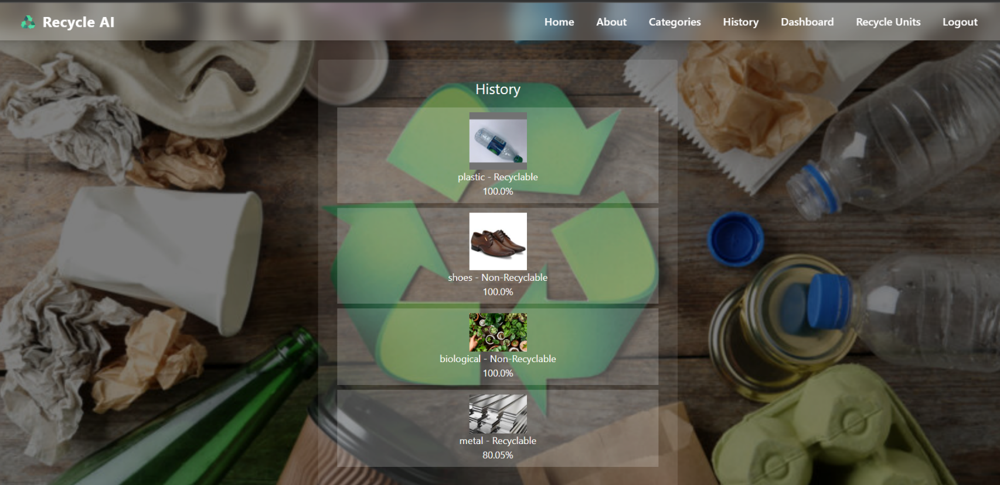 Recycle AI
Home
About
Categories
History
Dashboard
Recycle Units
Logout
History
plastic - Recyclable
100.0%
shoes - Non-Recyclable
100.0%
biological - Non-Recyclable
100.0%
metal - Recyclable
80.05%